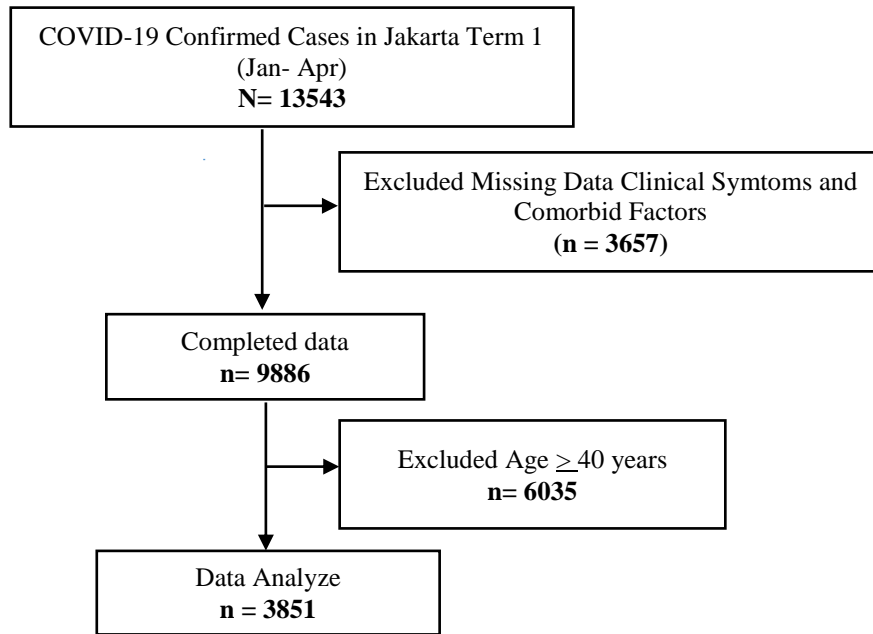 COVID-19 Confirmed Cases in Jakarta Term 1
(Jan- Apr)
N= 13543
Excluded Missing Data Clinical Symtoms and
Comorbid Factors
(n = 3657)
Completed data
n= 9886
Excluded Age ≥ 40 years
n= 6035
Data Analyze
n = 3851